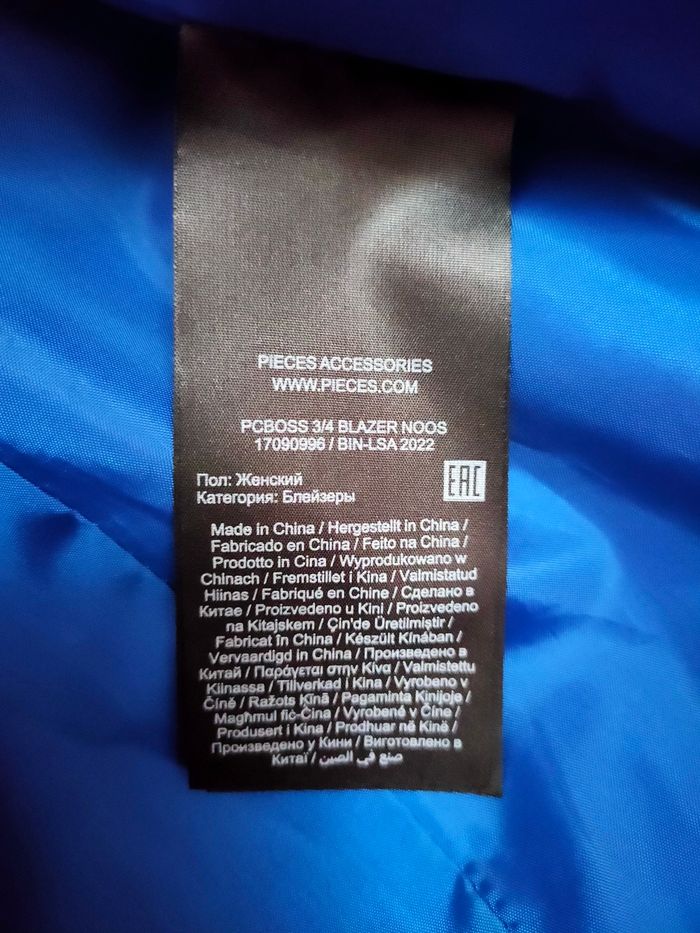 PIECES ACCESSORIES
WWW.PIECES.COM
PCBOSS 3/4 BLAZER NOOS
17090996 / BIN-LSA 2022
Пол: Женский
Категория: Блейзеры
EAC
Made in China / Hergestellt in China /
Fabricado en China / Feito na China /
Prodotto in Cina / Wyprodukowano w
Chinach / Fremstillet i Kina / Valmistatud
Hiinas / Fabriqué en Chine / Сделано в
Китае / Proizvedeno u Kini / Proizvedeno
na Kitajskem / Çin'de Üretilmiştir /
Fabricat în China / Készült Kínában /
Vervaardigd in China / Произведено в
Китай / Παράγεται στην Κίνα / Valmistettu
Kiinassa / Tillverkad i Kina / Vyrobeno v
Číně / Ražots Ķīnā / Pagaminta Kinijoje /
Magħmul fiċ-Ċina / Vyrobené v Číne /
Produsert i Kina / Prodhuar në Kinë /
Произведено у Кини / Виготовлено в
Китаї / صنع في الصين